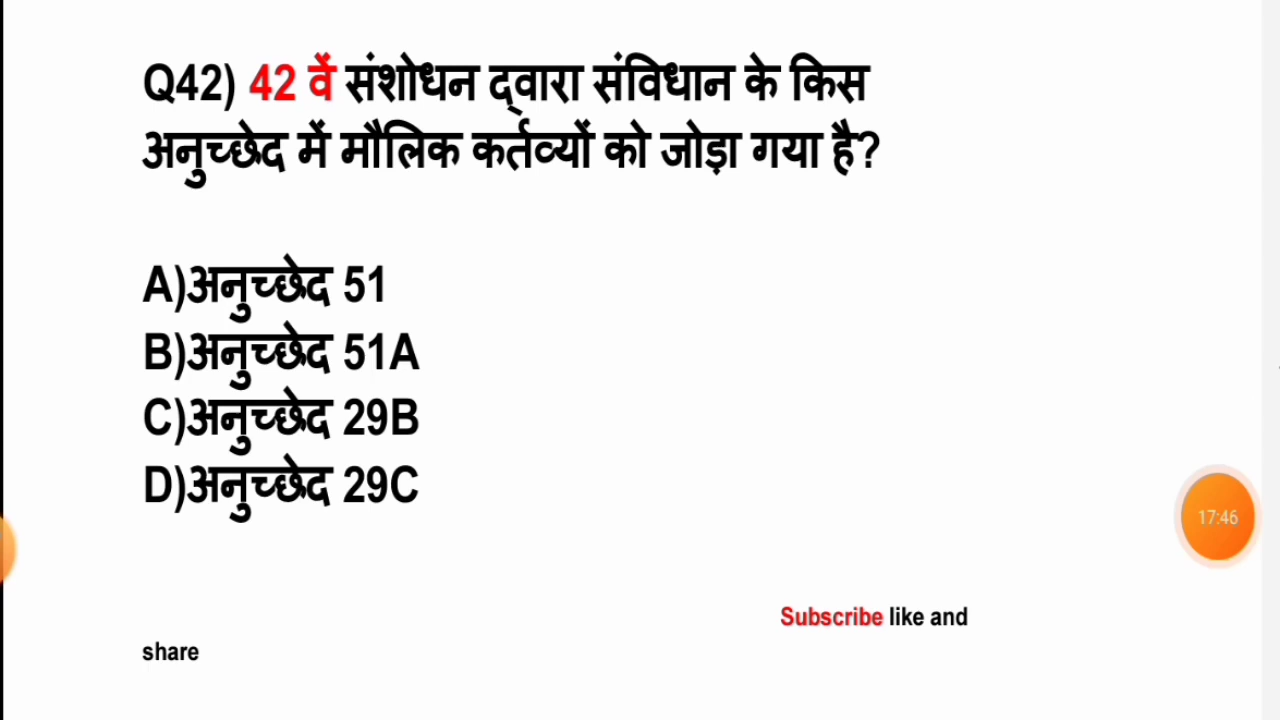 Q42) 42 वें संशोधन द्वारा संविधान के किस
अनुच्छेद में मौलिक कर्तव्यों को जोड़ा गया है?
A)अनुच्छेद 51
B)अनुच्छेद 51A
C)अनुच्छेद 29B
D)अनुच्छेद 29C
17:46
Subscribe like and
share